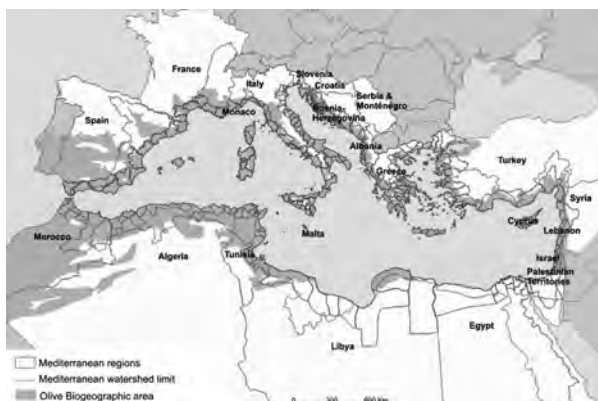 France
Slovenia
Croatia
Italy
Serbia &
Monténégro
Monaco
Bosnia-
Herzegovina
Spain
Albania
Greece
Turkey
Syria
Cyprus
Lebanon
Malta
Morocco
Algeria
Tunisia
Israel
Palestinian
Territories
Libya
Egypt
Mediterranean regions
Mediterranean watershed limit
Olive Biogeographic area